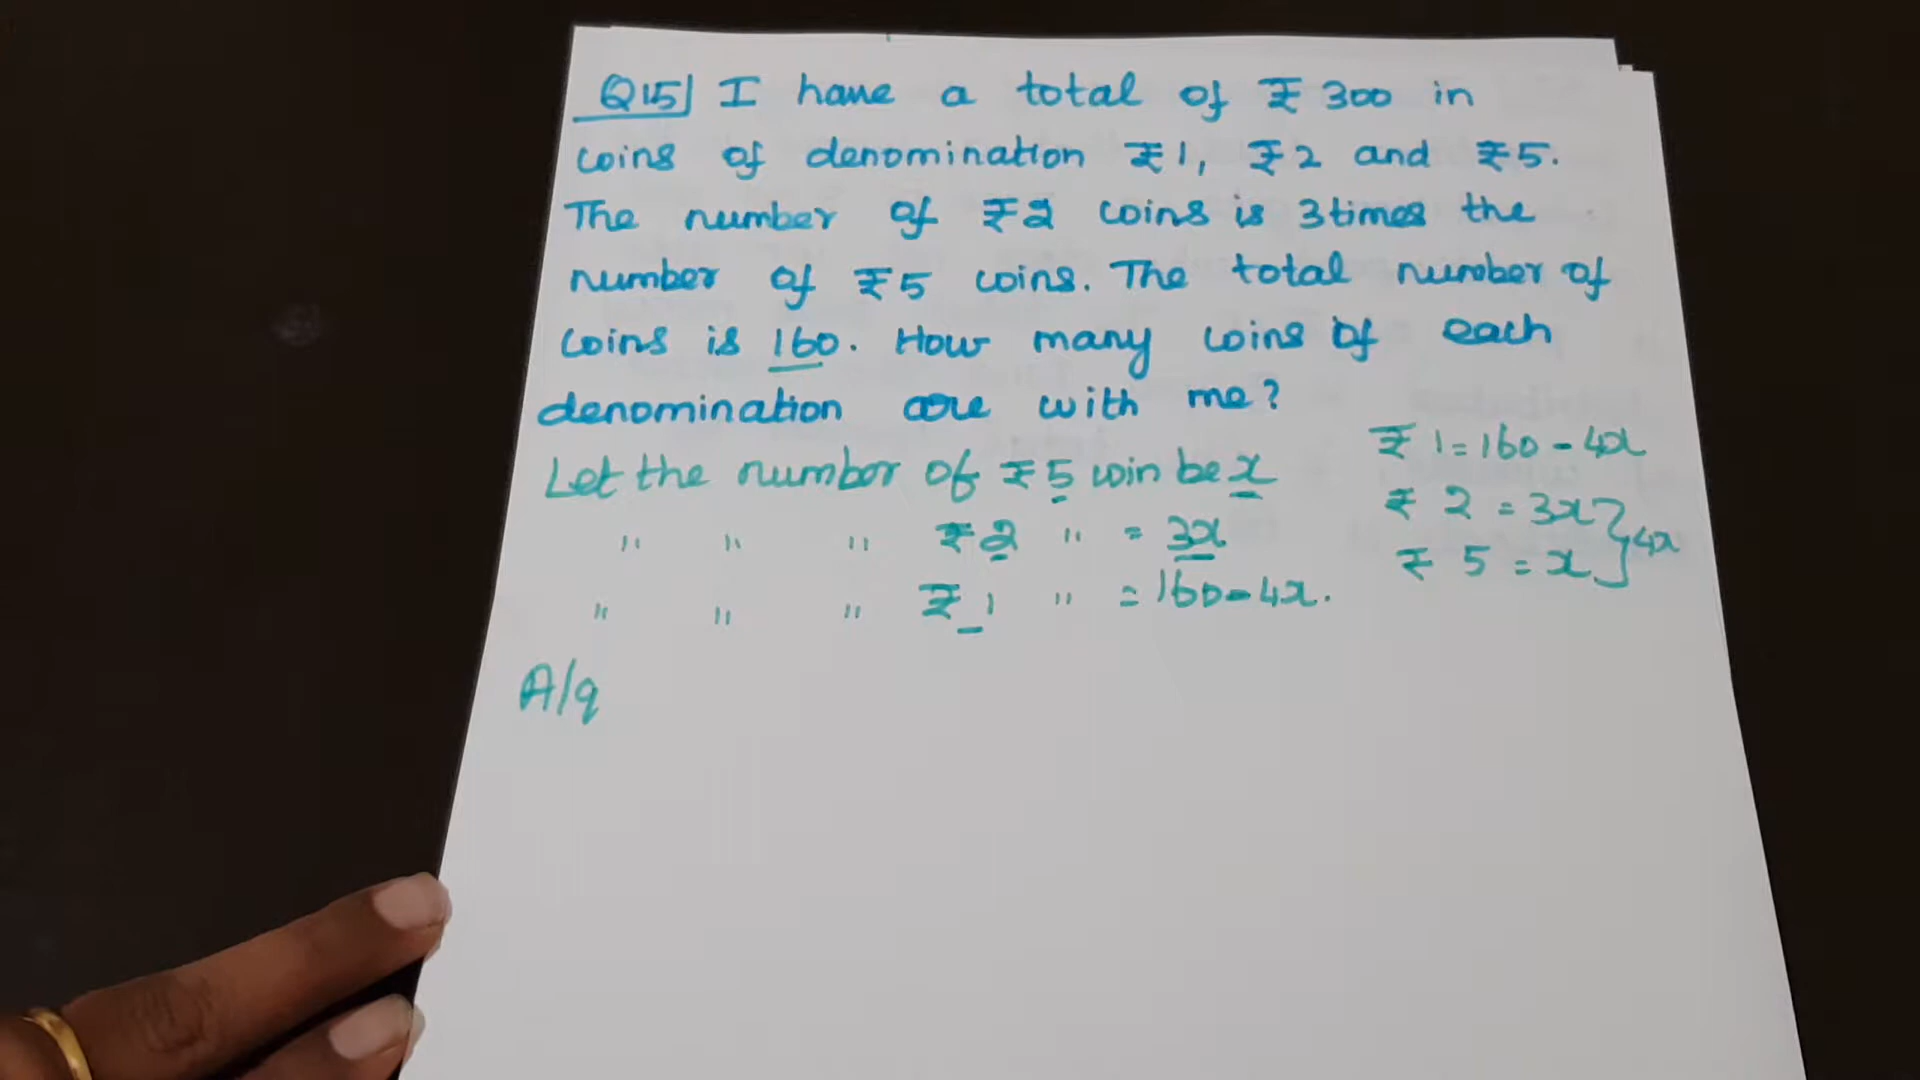 Q15] I have a total of ₹ 300 in
coins of denomination ₹1, ₹2 and ₹5.
The number of ₹2 coins is 3times the
number of ₹5 coins. The total number of
coins is 160. How many coins of each
denomination are with me?
Let the number of ₹5 coin be x
" " " ₹2 " = 3x
" " " ₹1 " = 160-4x.
₹ 1 = 160 - 4x
₹ 2 = 3x } 4x
₹ 5 = x
A/q